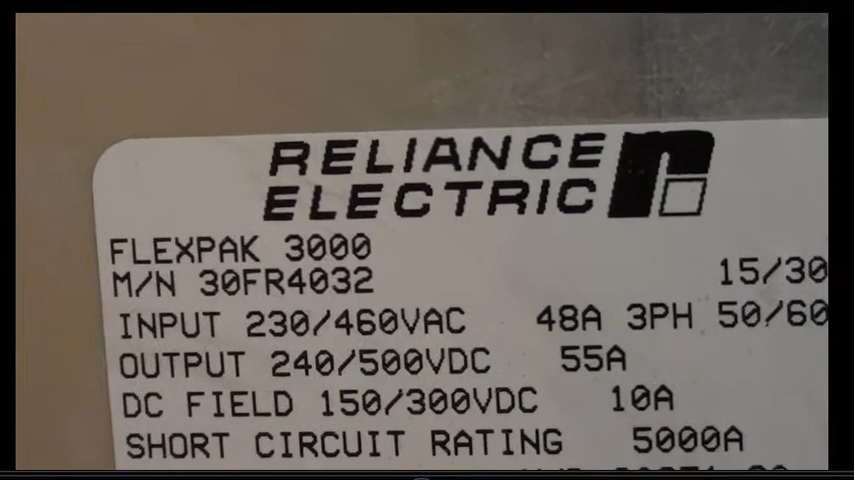 RELIANCE
ELECTRIC
FLEXPAK 3000
M/N 30FR4032 15/30
INPUT 230/460VAC 48A 3PH 50/60
OUTPUT 240/500VDC 55A
DC FIELD 150/300VDC 10A
SHORT CIRCUIT RATING 5000A